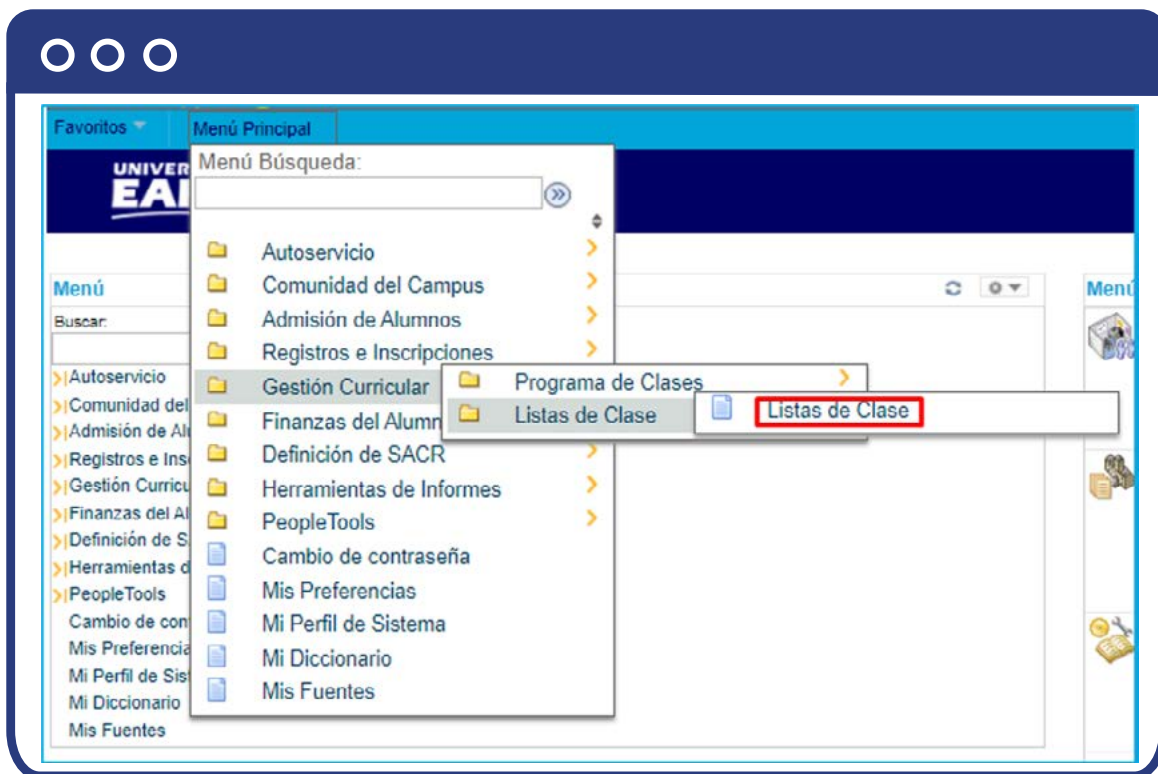 Favoritos
Menú Principal
UNIVER
EA
Menú Búsqueda:
Autoservicio
Comunidad del Campus
Admisión de Alumnos
Registros e Inscripciones
Gestión Curricular
Finanzas del Alumn
Definición de SACR
Herramientas de Informes
PeopleTools
Cambio de contraseña
Mis Preferencias
Mi Perfil de Sistema
Mi Diccionario
Mis Fuentes
Programa de Clases
Listas de Clase
Listas de Clase
Menú
Buscar:
Autoservicio
Comunidad del
Admisión de Al
Registros e Ins
Gestión Curricu
Finanzas del Al
Definición de S
Herramientas d
PeopleTools
Cambio de con
Mis Preferencia
Mi Perfil de Sis
Mi Diccionario
Mis Fuentes
Menú